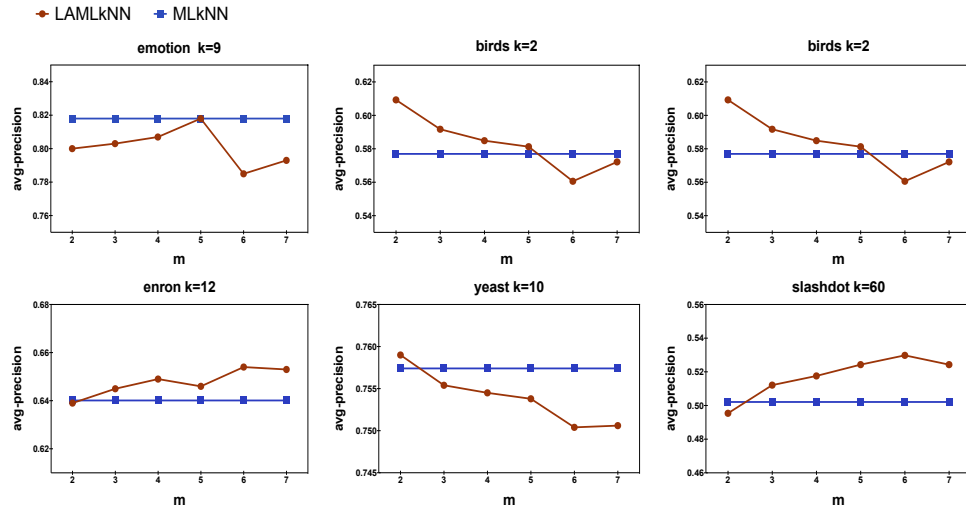 LAMLkNN MLkNN
emotion k=9
avg-precision
0.84
0.82
0.80
0.78
0.76
2 3 4 5 6 7
m
birds k=2
avg-precision
0.62
0.60
0.58
0.56
0.54
2 3 4 5 6 7
m
birds k=2
avg-precision
0.62
0.60
0.58
0.56
0.54
2 3 4 5 6 7
m
enron k=12
avg-precision
0.68
0.66
0.64
0.62
2 3 4 5 6 7
m
yeast k=10
avg-precision
0.765
0.760
0.755
0.750
0.745
2 3 4 5 6 7
m
slashdot k=60
avg-precision
0.56
0.54
0.52
0.50
0.48
0.46
2 3 4 5 6 7
m